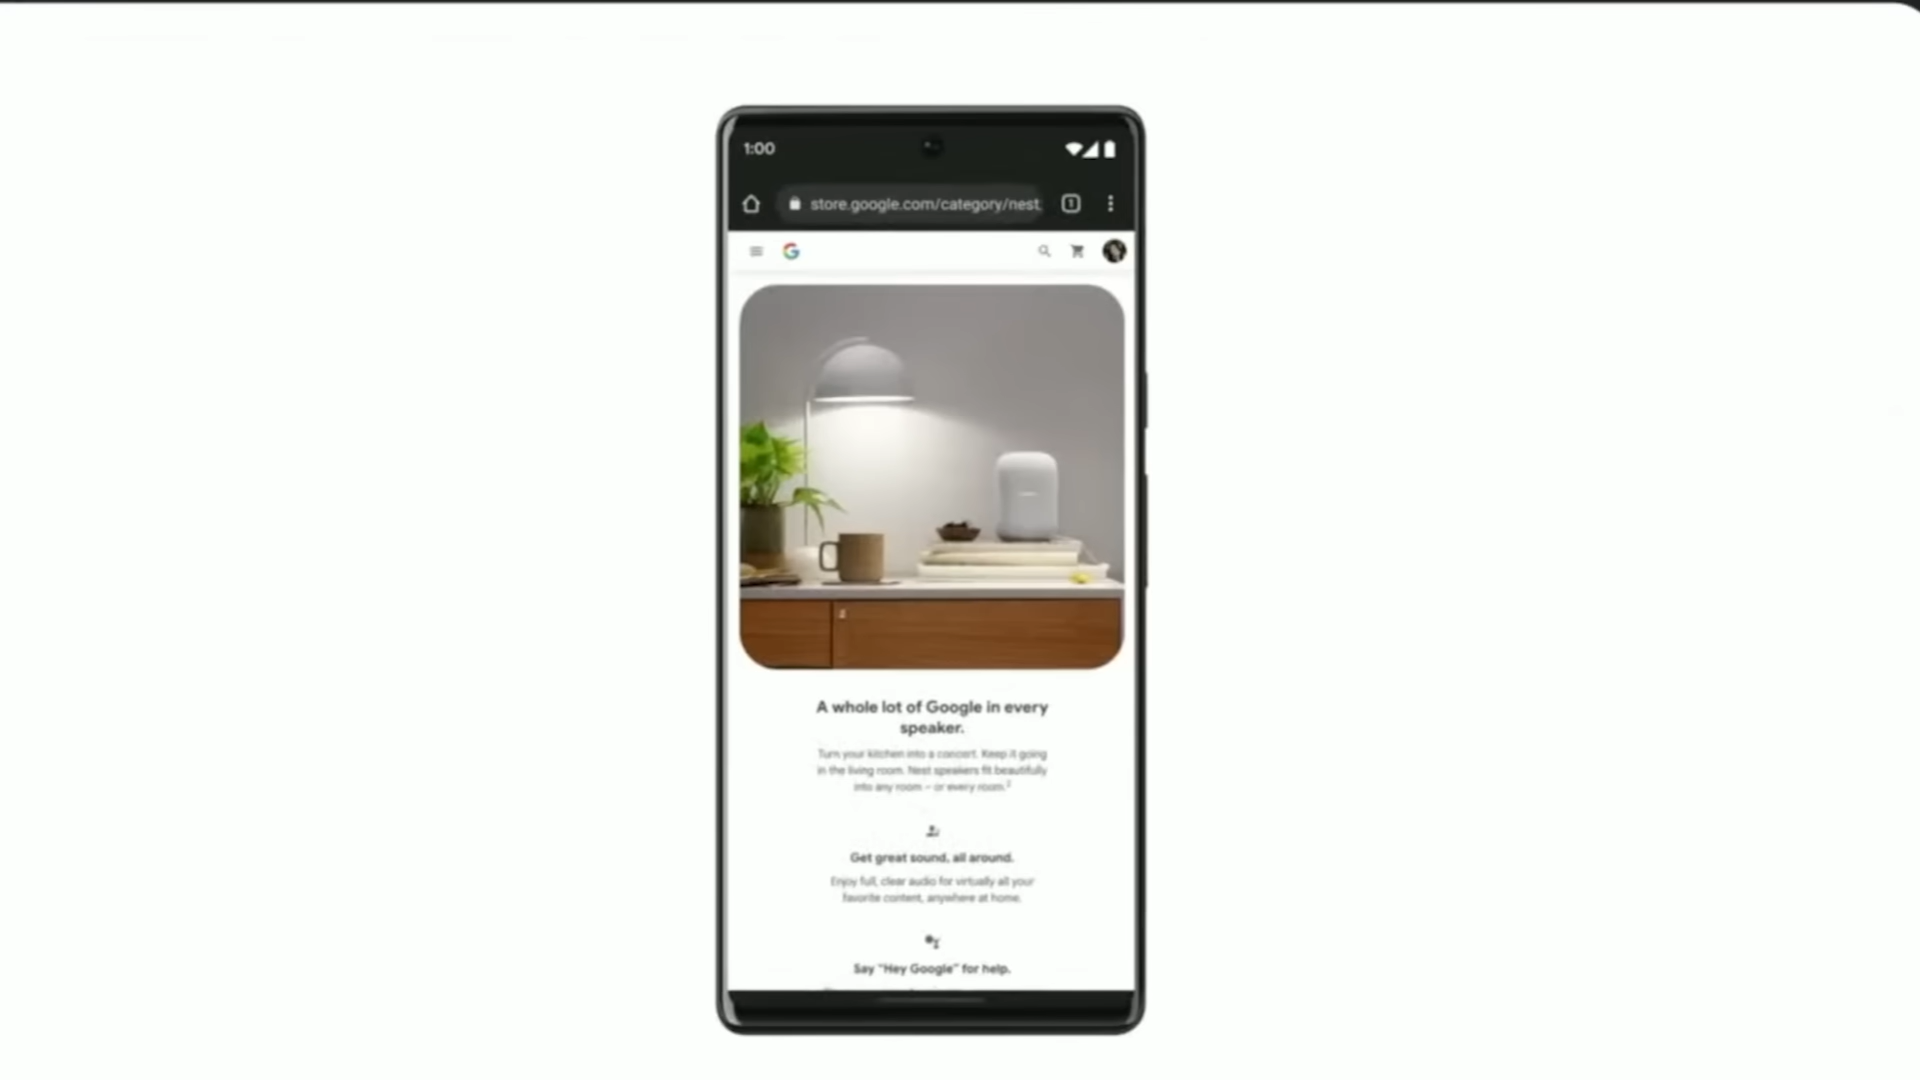 1:00
store.google.com/category/nest
1
G
A whole lot of Google in every
speaker.
Turn your kitchen into a concert. Keep it going
in the living room. Nest speakers fit beautifully
into any room – or every room.
Get great sound, all around.
Enjoy full, clear audio for virtually all your
favorite content, anywhere at home.
Say "Hey Google" for help.